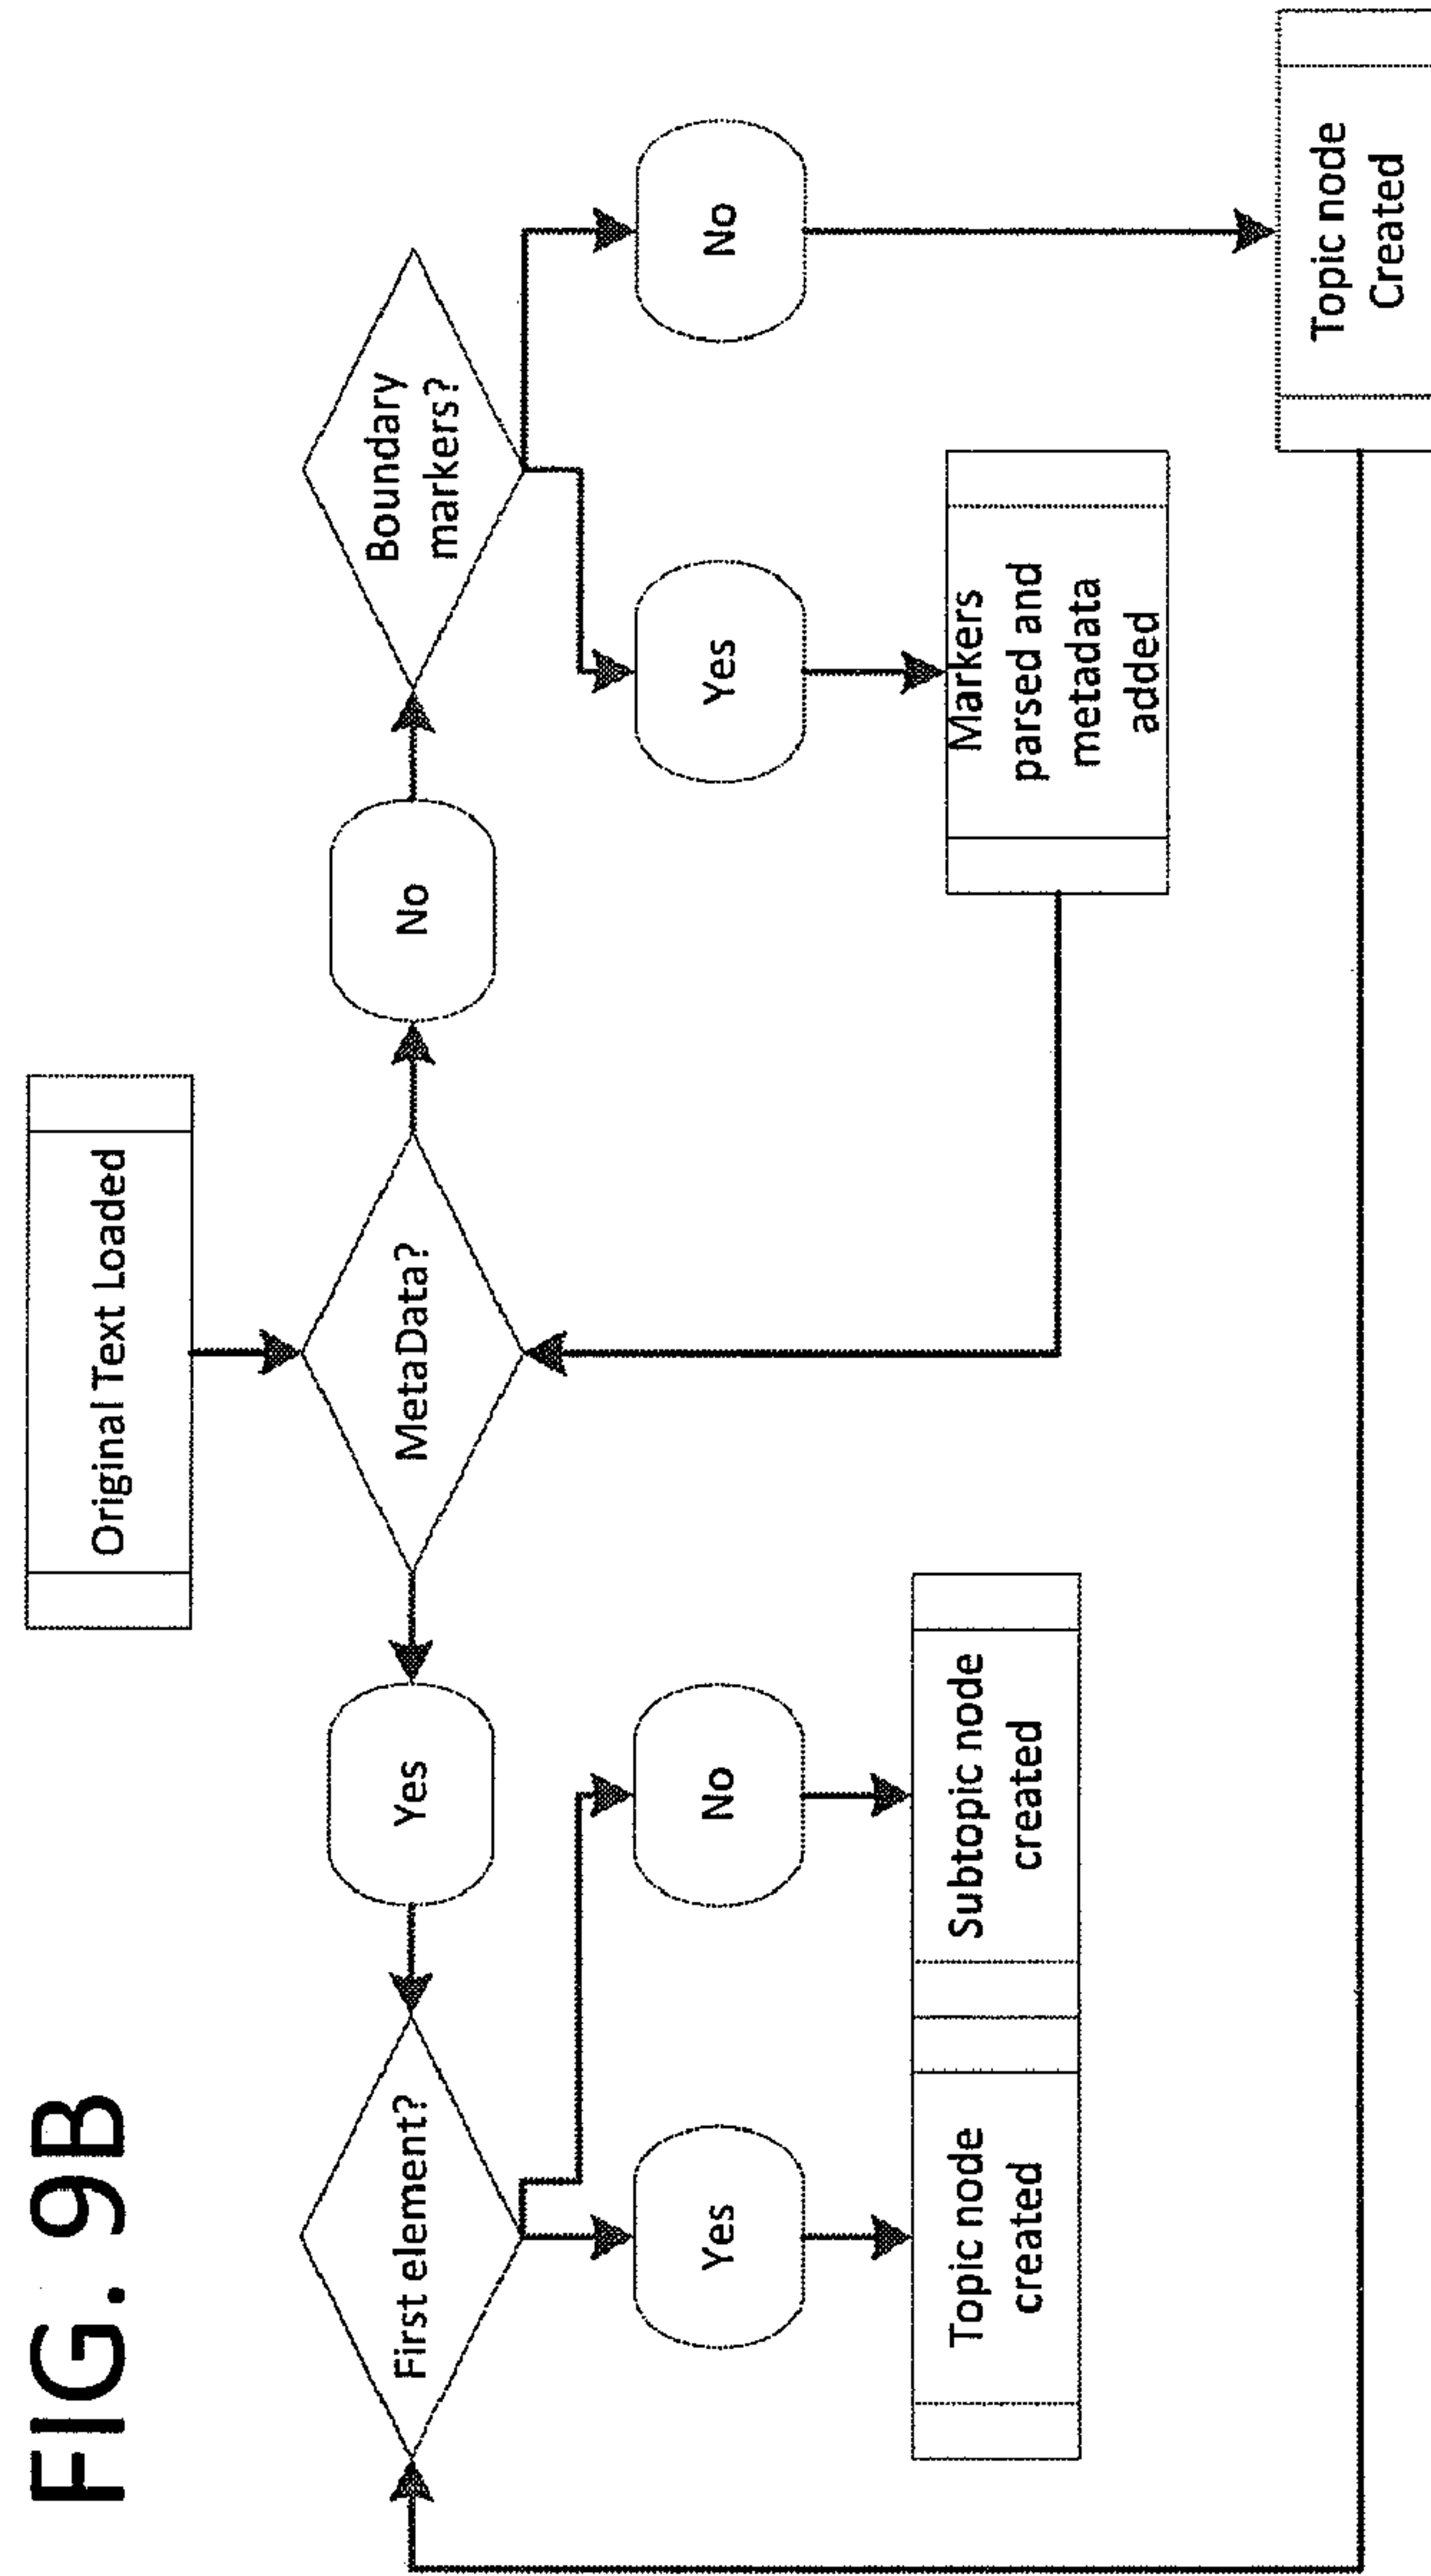 FIG. 9B
Original Text Loaded
First element?
Yes
MetaData?
No
Boundary
markers?
Yes
No
Yes
No
Topic node
created
Subtopic node
created
Markers
parsed and
metadata
added
Topic node
Created